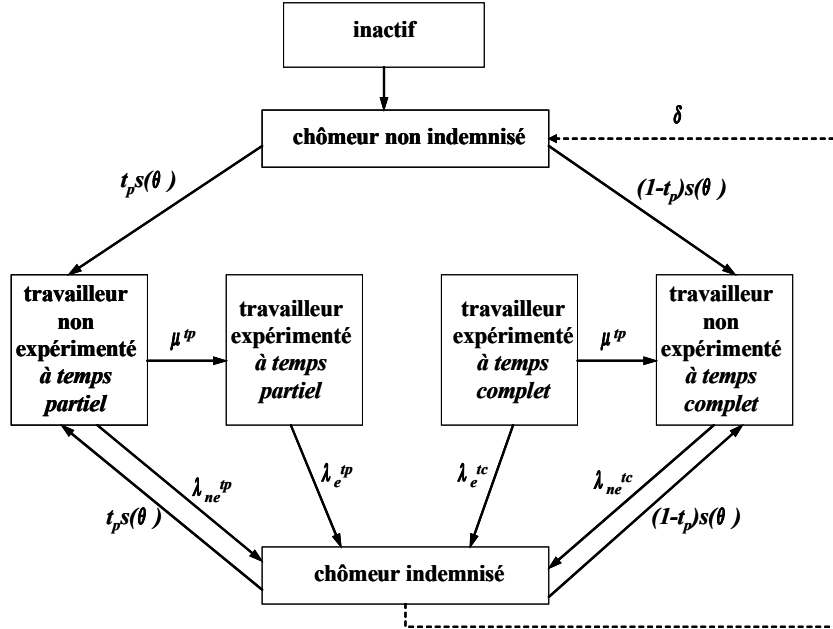 inactif
chômeur non indemnisé
δ
t_p s(θ )
(1-t_p)s(θ )
travailleur
non
expérimenté
à temps
partiel
μ^tp
travailleur
expérimenté
à temps
partiel
travailleur
expérimenté
à temps
complet
μ^tp
travailleur
non
expérimenté
à temps
complet
λ_ne^tp
λ_e^tp
λ_e^tc
λ_ne^tc
t_p s(θ )
(1-t_p)s(θ )
chômeur indemnisé